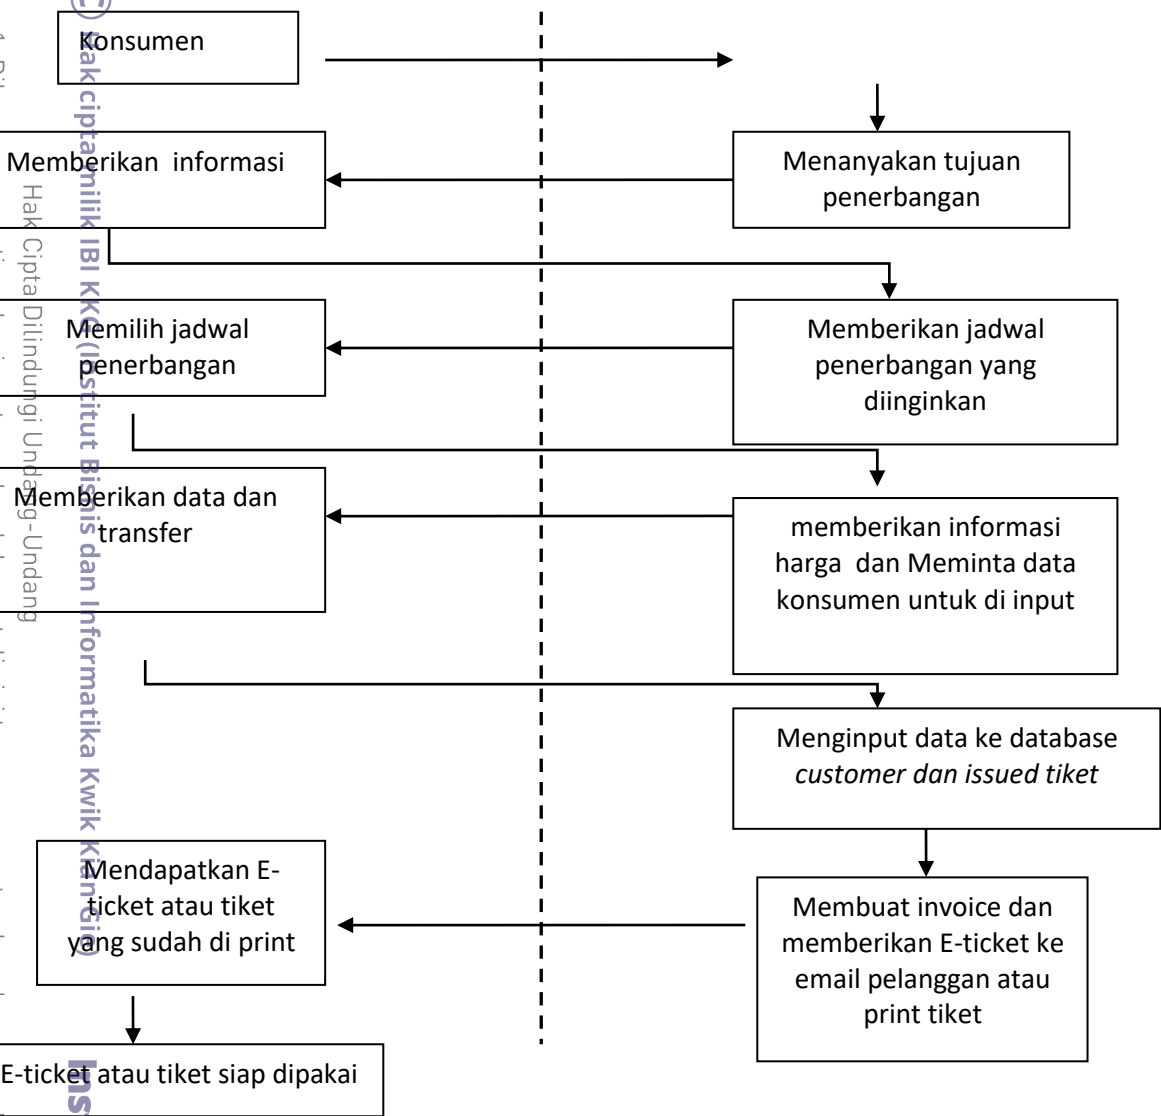 Konsumen
Memberikan informasi
Menanyakan tujuan
penerbangan
Memilih jadwal
penerbangan
Memberikan jadwal
penerbangan yang
diinginkan
Memberikan data dan
transfer
memberikan informasi
harga dan Meminta data
konsumen untuk di input
Menginput data ke database
customer dan issued tiket
Mendapatkan E-
ticket atau tiket
yang sudah di print
Membuat invoice dan
memberikan E-ticket ke
email pelanggan atau
print tiket
E-ticket atau tiket siap dipakai
Hak cipta milik IBI KKG (Institut Bisnis dan Informatika Kwik Kian Gie)
Hak Cipta Dilindungi Undang-Undang